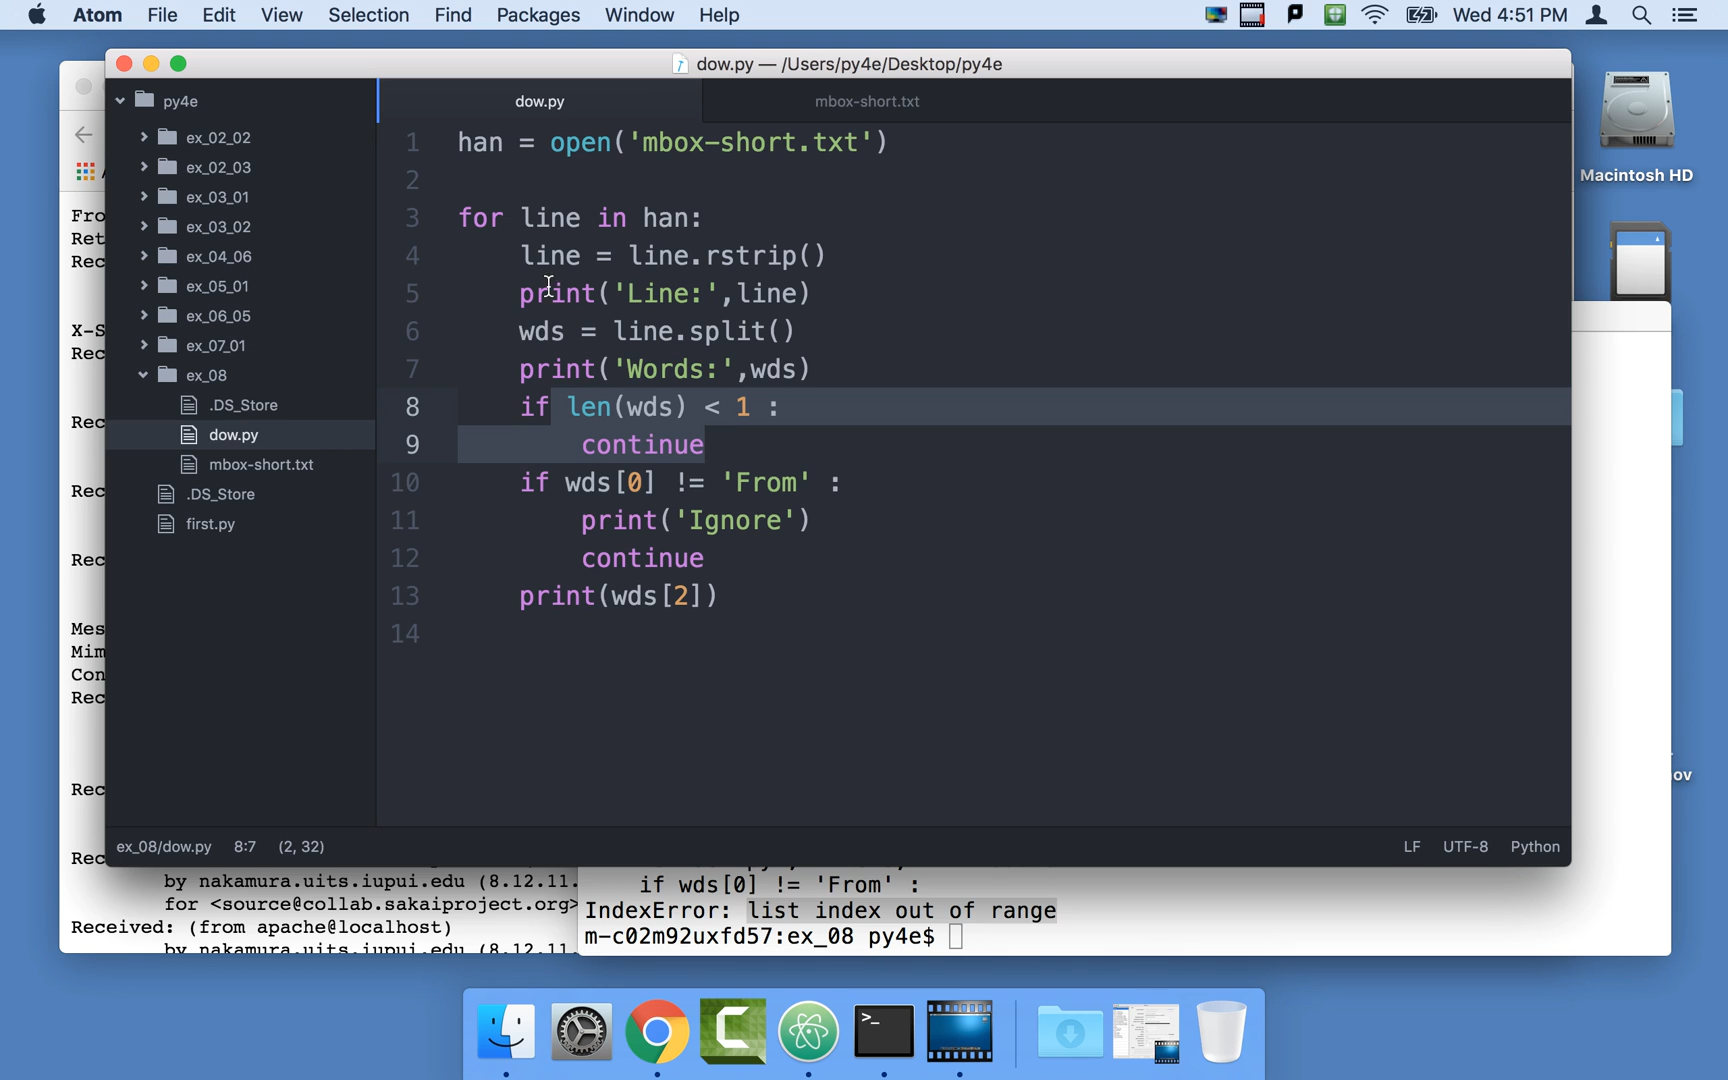 Atom File Edit View Selection Find Packages Window Help Wed 4:51 PM
dow.py — /Users/py4e/Desktop/py4e
py4e
ex_02_02
ex_02_03
ex_03_01
ex_03_02
ex_04_06
ex_05_01
ex_06_05
ex_07_01
ex_08
.DS_Store
dow.py
mbox-short.txt
.DS_Store
first.py
dow.py mbox-short.txt
1 han = open('mbox-short.txt')
2
3 for line in han:
4 line = line.rstrip()
5 print('Line:',line)
6 wds = line.split()
7 print('Words:',wds)
8 if len(wds) < 1 :
9 continue
10 if wds[0] != 'From' :
11 print('Ignore')
12 continue
13 print(wds[2])
14
ex_08/dow.py 8:7 (2, 32) LF UTF-8 Python
Macintosh HD
ov
Fro
Ret
Rec
X-S
Rec
Rec
Rec
Rec
Mes
Mim
Con
Rec
Rec
Rec
by nakamura.uits.iupui.edu (8.12.11.
for <source@collab.sakaiproject.org>
Received: (from apache@localhost)
by nakamura.uits.iupui.edu (8.12.11.
if wds[0] != 'From' :
IndexError: list index out of range
m-c02m92uxfd57:ex_08 py4e$